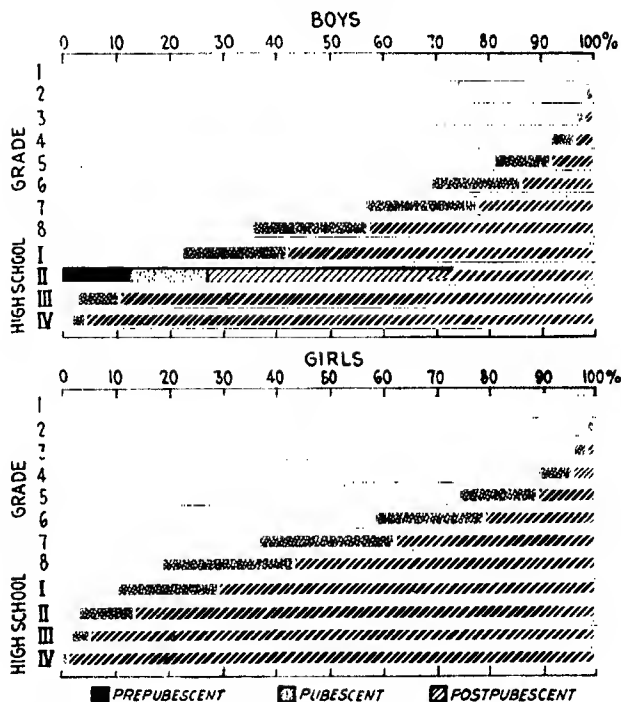 BOYS
0 10 20 30 40 50 60 70 80 90 100%
GRADE
1
2
3
4
5
6
7
8
HIGH SCHOOL
I
II
III
IV
GIRLS
0 10 20 30 40 50 60 70 80 90 100%
GRADE
1
2
3
4
5
6
7
8
HIGH SCHOOL
I
II
III
IV
PREPUBESCENT PUBESCENT POSTPUBESCENT